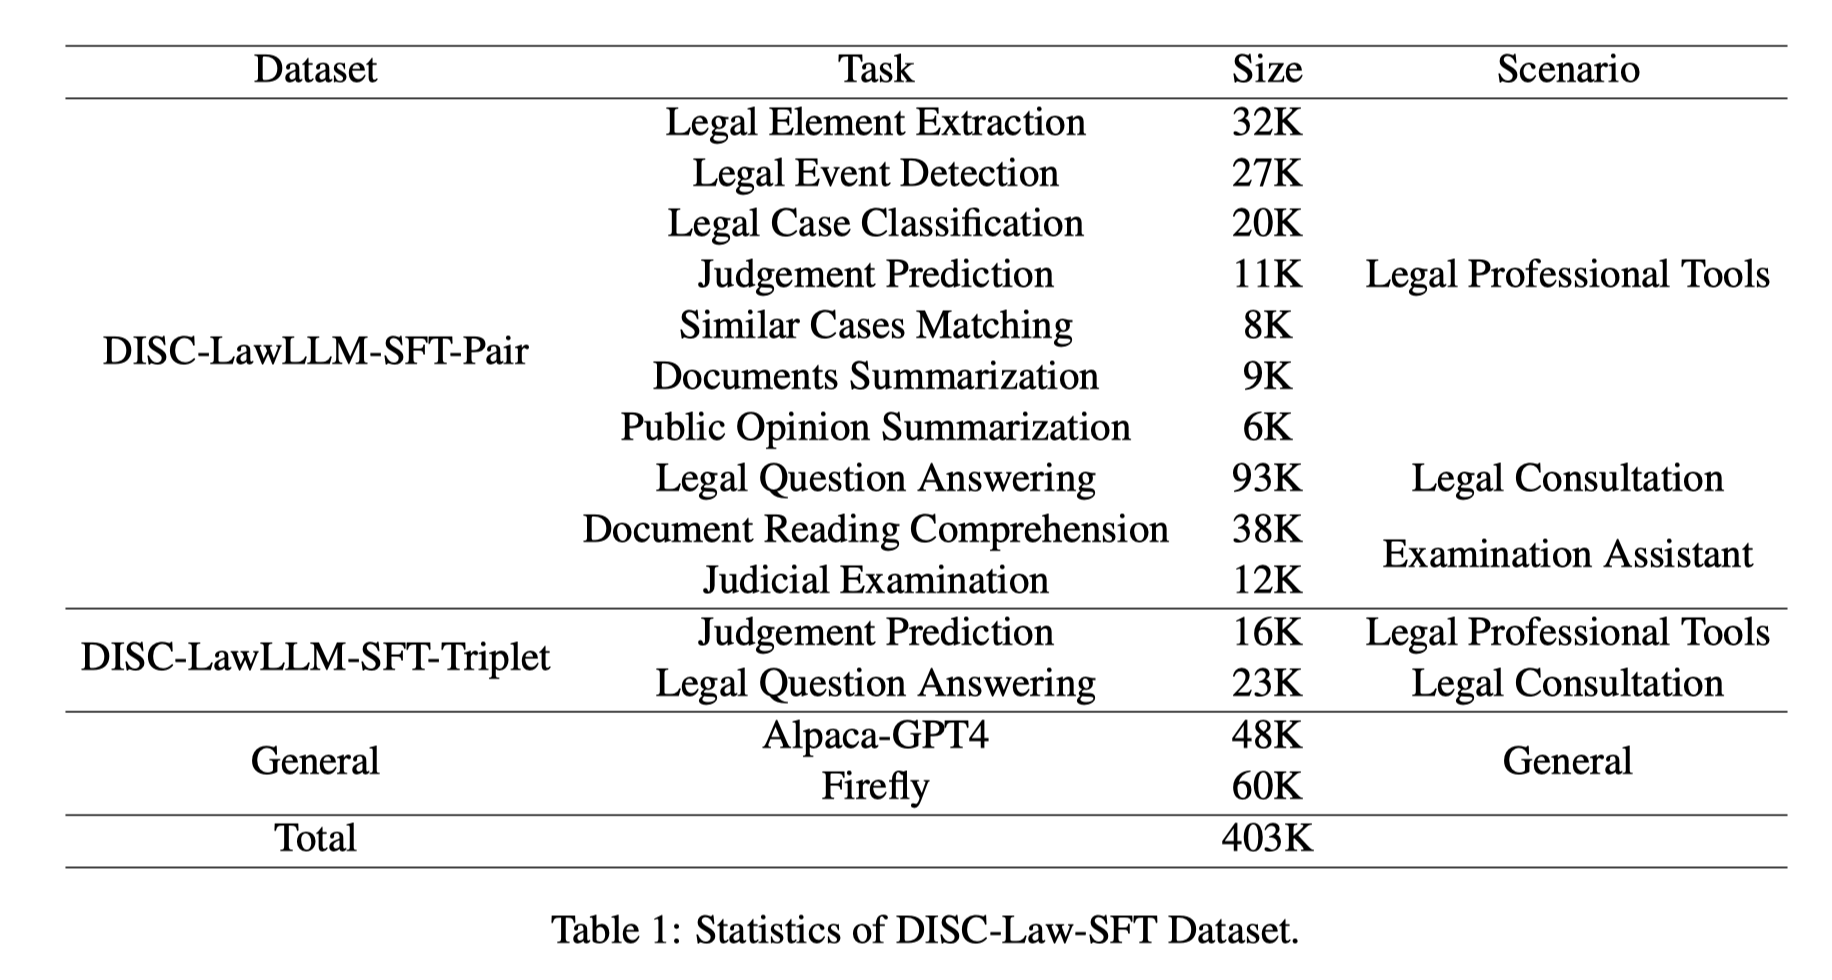 Dataset Task Size Scenario
Legal Element Extraction 32K
Legal Event Detection 27K
Legal Case Classification 20K
Judgement Prediction 11K Legal Professional Tools
Similar Cases Matching 8K
DISC-LawLLM-SFT-Pair
Documents Summarization 9K
Public Opinion Summarization 6K
Legal Question Answering 93K Legal Consultation
Document Reading Comprehension 38K
Examination Assistant
Judicial Examination 12K
Judgement Prediction 16K Legal Professional Tools
DISC-LawLLM-SFT-Triplet
Legal Question Answering 23K Legal Consultation
Alpaca-GPT4 48K
General General
Firefly 60K
Total 403K
Table 1: Statistics of DISC-Law-SFT Dataset.